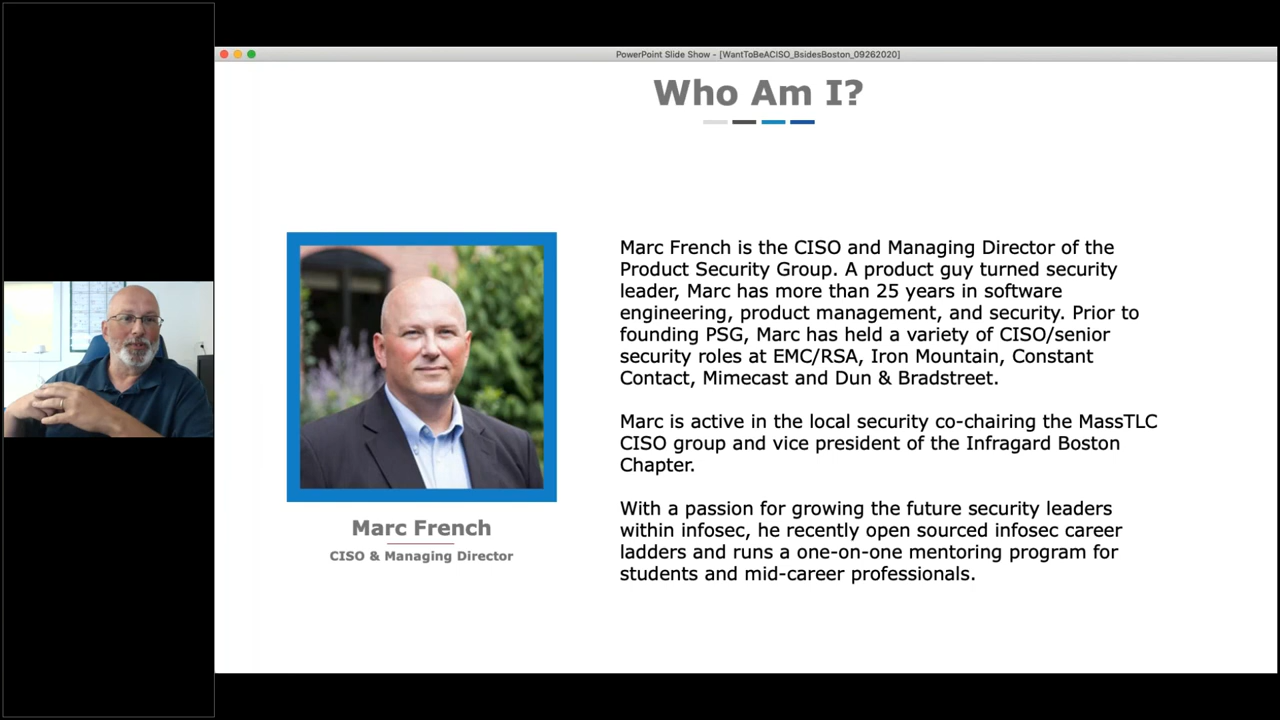 PowerPoint Slide Show - [WantToBeACISO_BsidesBoston_09262020]
Who Am I?
Marc French is the CISO and Managing Director of the
Product Security Group. A product guy turned security
leader, Marc has more than 25 years in software
engineering, product management, and security. Prior to
founding PSG, Marc has held a variety of CISO/senior
security roles at EMC/RSA, Iron Mountain, Constant
Contact, Mimecast and Dun & Bradstreet.
Marc is active in the local security co-chairing the MassTLC
CISO group and vice president of the Infragard Boston
Chapter.
With a passion for growing the future security leaders
within infosec, he recently open sourced infosec career
ladders and runs a one-on-one mentoring program for
students and mid-career professionals.
Marc French
CISO & Managing Director